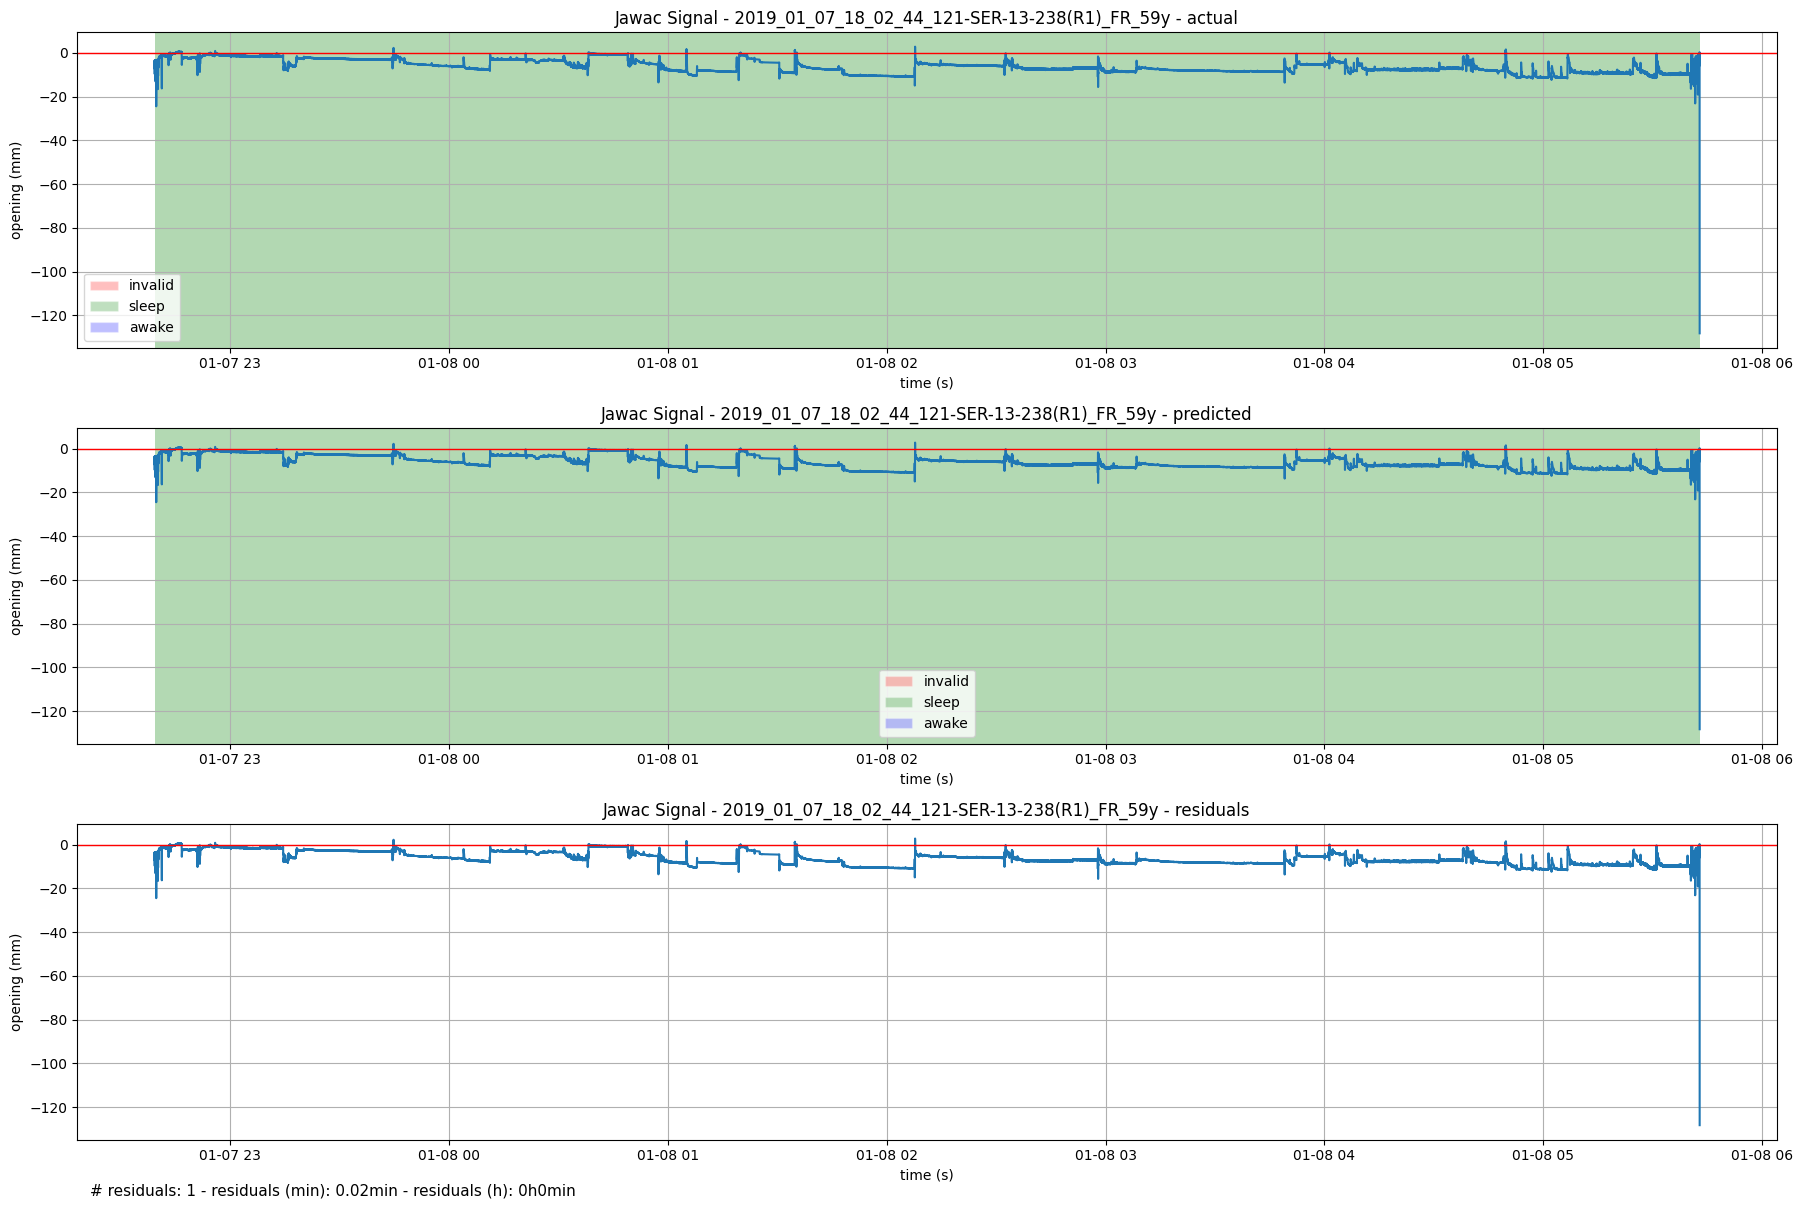 Jawac Signal - 2019_01_07_18_02_44_121-SER-13-238(R1)_FR_59y - actual
opening (mm)
0
−20
−40
−60
−80
−100
−120
invalid
sleep
awake
01-07 23 01-08 00 01-08 01 01-08 02 01-08 03 01-08 04 01-08 05 01-08 06
time (s)
Jawac Signal - 2019_01_07_18_02_44_121-SER-13-238(R1)_FR_59y - predicted
opening (mm)
0
−20
−40
−60
−80
−100
−120
invalid
sleep
awake
01-07 23 01-08 00 01-08 01 01-08 02 01-08 03 01-08 04 01-08 05 01-08 06
time (s)
Jawac Signal - 2019_01_07_18_02_44_121-SER-13-238(R1)_FR_59y - residuals
opening (mm)
0
−20
−40
−60
−80
−100
−120
01-07 23 01-08 00 01-08 01 01-08 02 01-08 03 01-08 04 01-08 05 01-08 06
time (s)
# residuals: 1 - residuals (min): 0.02min - residuals (h): 0h0min